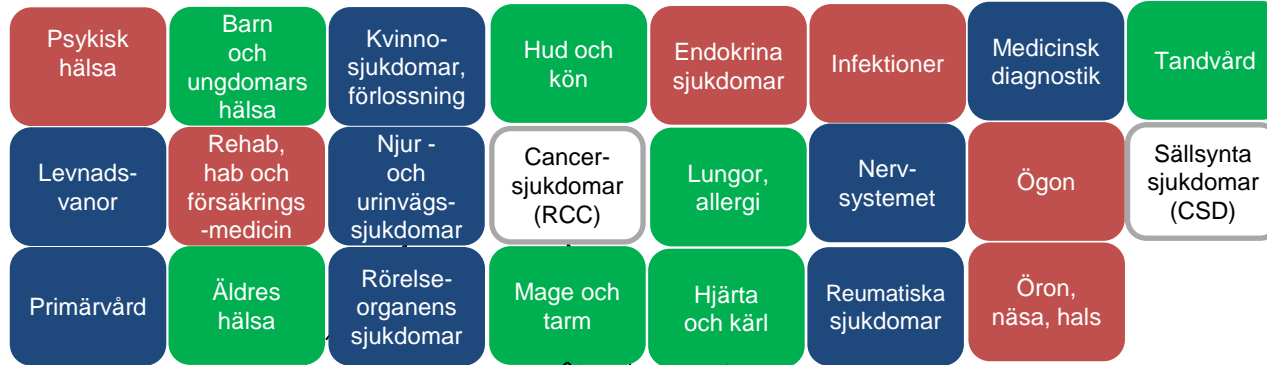 Psykisk
hälsa
Barn
och
ungdomars
hälsa
Kvinno-
sjukdomar,
förlossning
Hud och
kön
Endokrina
sjukdomar
Infektioner
Medicinsk
diagnostik
Tandvård
Levnads-
vanor
Rehab,
hab och
försäkrings
-medicin
Njur -
och
urinvägs-
sjukdomar
Cancer-
sjukdomar
(RCC)
Lungor,
allergi
Nerv-
systemet
Ögon
Sällsynta
sjukdomar
(CSD)
Primärvård
Äldres
hälsa
Rörelse-
organens
sjukdomar
Mage och
tarm
Hjärta
och kärl
Reumatiska
sjukdomar
Öron,
näsa, hals